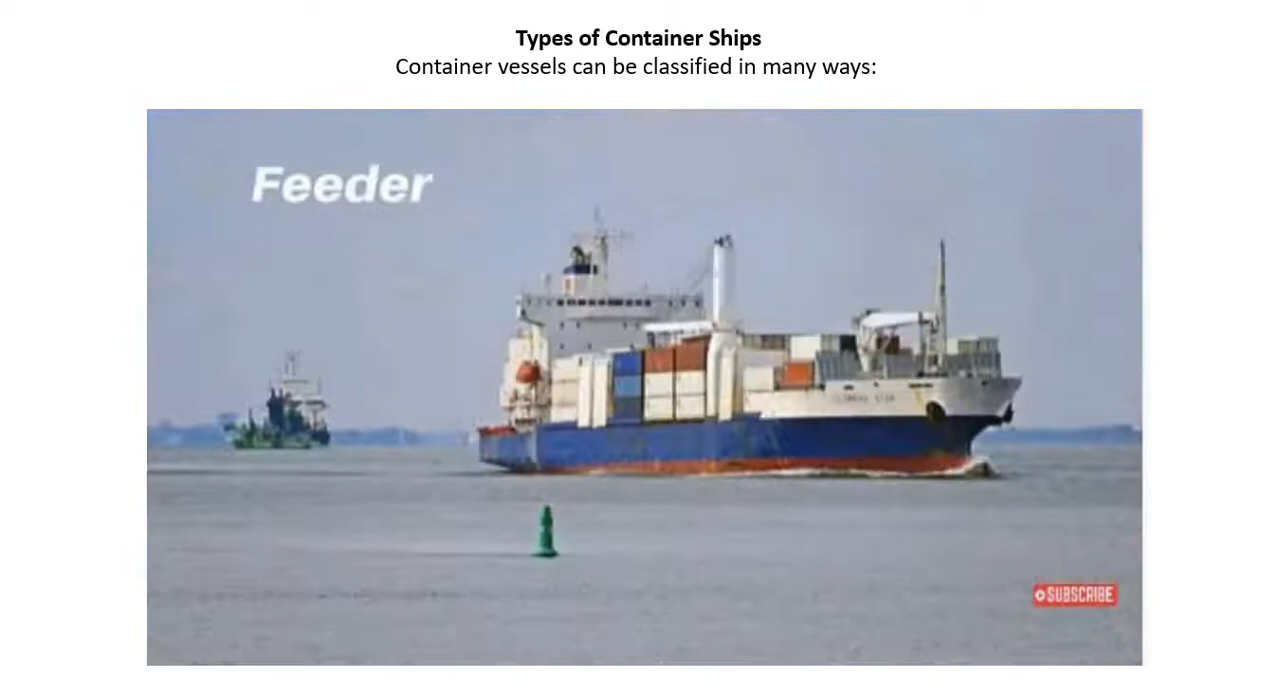 Types of Container Ships
Container vessels can be classified in many ways:
Feeder
SUBSCRIBE